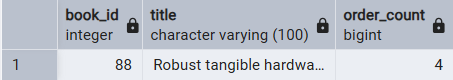 book_id title order_count
integer character varying (100) bigint
1 88 Robust tangible hardwa... 4